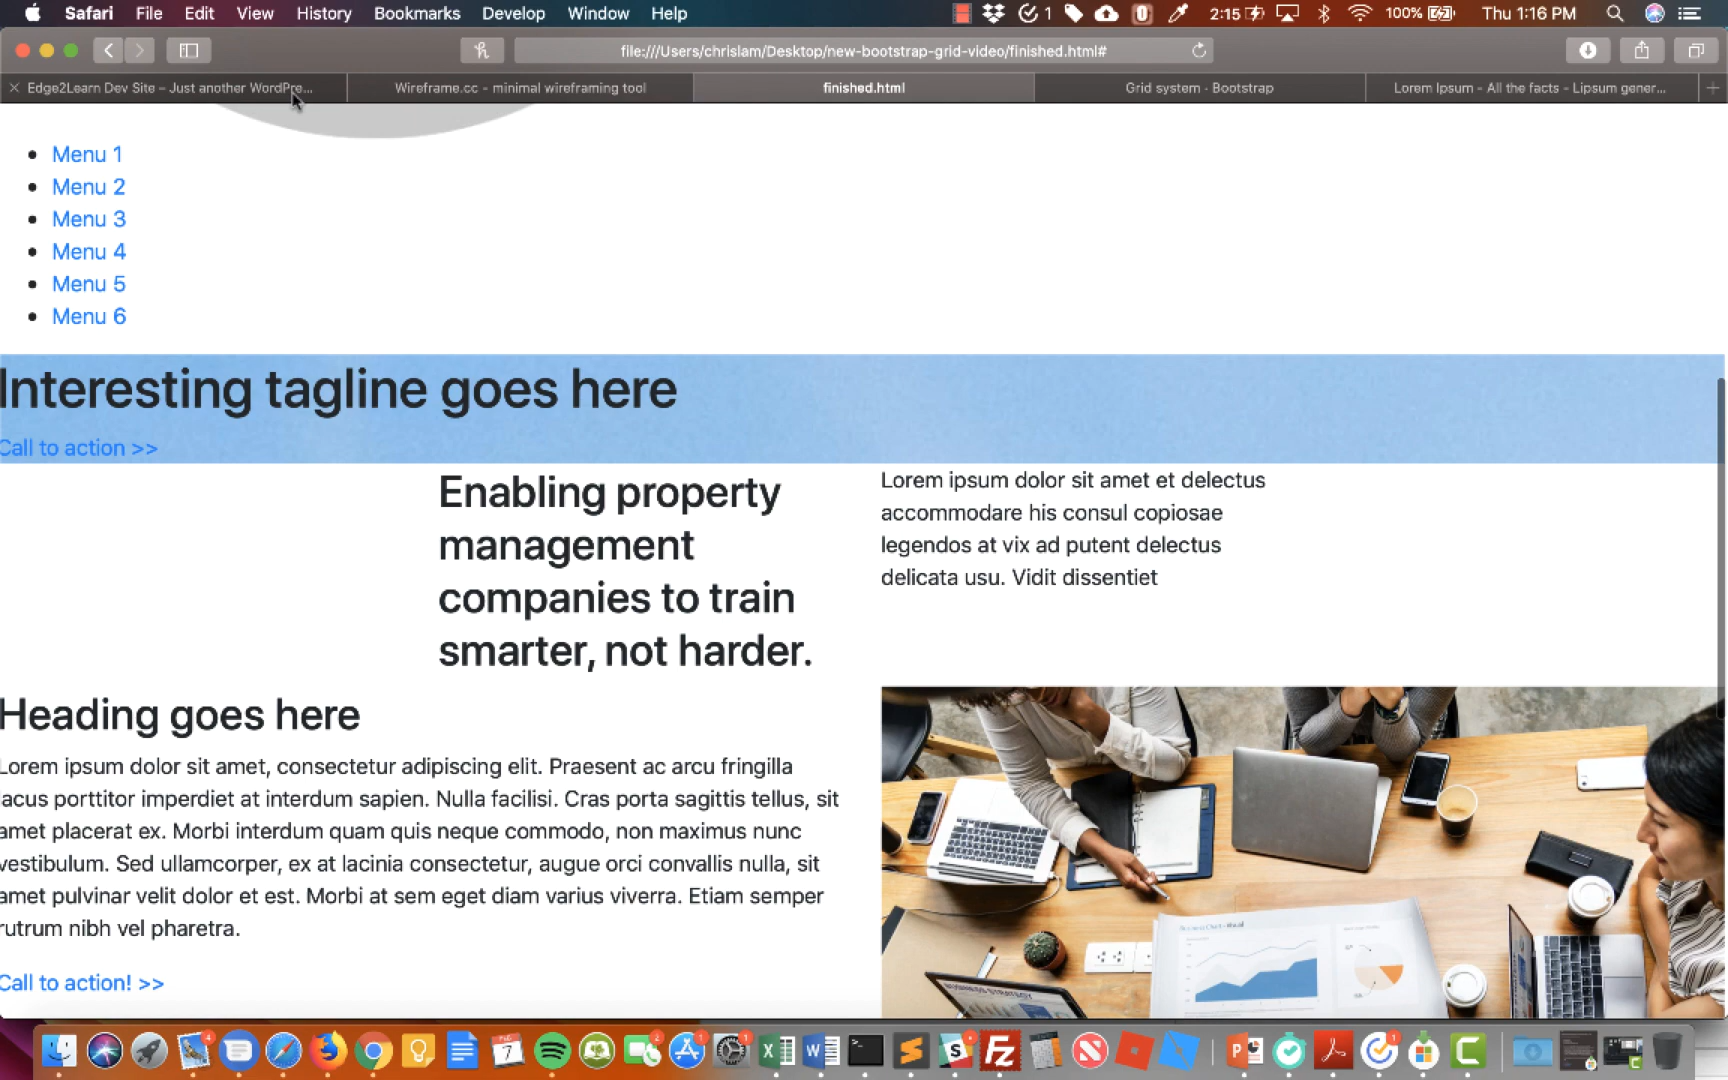 Safari File Edit View History Bookmarks Develop Window Help 1 2:15 100% Thu 1:16 PM
file:///Users/chrislam/Desktop/new-bootstrap-grid-video/finished.html#
Edge2Learn Dev Site – Just another WordPre... Wireframe.cc - minimal wireframing tool finished.html Grid system · Bootstrap Lorem Ipsum - All the facts - Lipsum gener...
• Menu 1
• Menu 2
• Menu 3
• Menu 4
• Menu 5
• Menu 6
Interesting tagline goes here
Call to action >>
Enabling property
management
companies to train
smarter, not harder.
Lorem ipsum dolor sit amet et delectus
accommodare his consul copiosae
legendos at vix ad putent delectus
delicata usu. Vidit dissentiet
Heading goes here
Lorem ipsum dolor sit amet, consectetur adipiscing elit. Praesent ac arcu fringilla
lacus porttitor imperdiet at interdum sapien. Nulla facilisi. Cras porta sagittis tellus, sit
amet placerat ex. Morbi interdum quam quis neque commodo, non maximus nunc
vestibulum. Sed ullamcorper, ex at lacinia consectetur, augue orci convallis nulla, sit
amet pulvinar velit dolor et est. Morbi at sem eget diam varius viverra. Etiam semper
rutrum nibh vel pharetra.
Call to action! >>